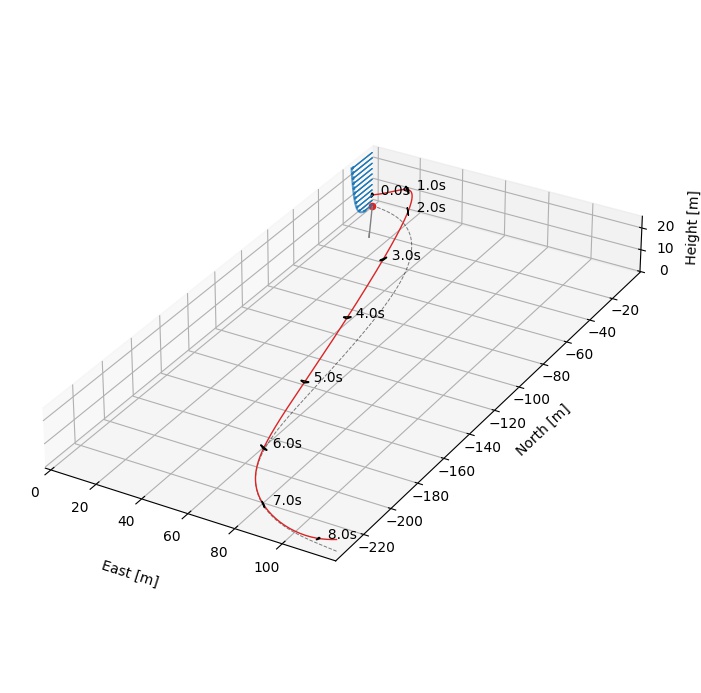 0.0s
1.0s
2.0s
3.0s
4.0s
5.0s
6.0s
7.0s
8.0s
Height [m]
20
10
0
North [m]
−20
−40
−60
−80
−100
−120
−140
−160
−180
−200
−220
East [m]
0
20
40
60
80
100